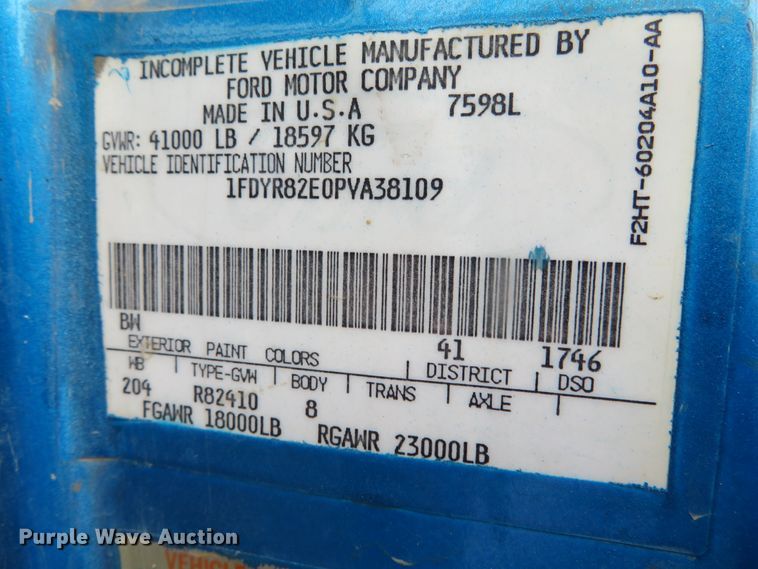 INCOMPLETE VEHICLE MANUFACTURED BY
FORD MOTOR COMPANY
MADE IN U.S.A 7598L
GVWR: 41000 LB / 18597 KG
VEHICLE IDENTIFICATION NUMBER
1FDYR82E0PVA38109
F2HT-60204A10-AA
BW 41 1746
EXTERIOR PAINT COLORS DISTRICT DSO
WB TYPE-GVW BODY TRANS AXLE
204 R82410 8
FGAWR 18000LB RGAWR 23000LB
Purple Wave Auction
VEHICLE